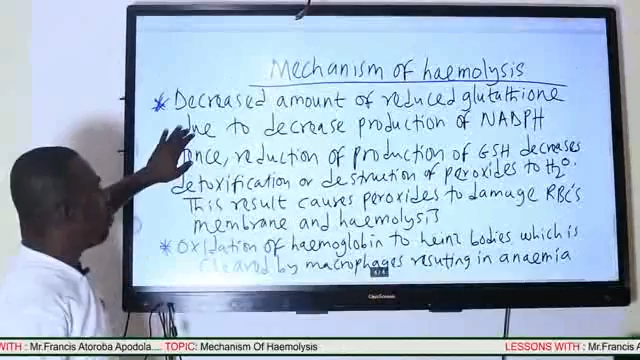 Mechanism of haemolysis
* Decreased amount of reduced glutathione
due to decrease production of NADPH
reduction of production of GSH decreases
detoxification or destruction of peroxides to H2O.
This result causes peroxides to damage RBC's
membrane and haemolysis
* Oxidation of haemoglobin to heinz bodies which is
cleared by macrophages resulting in anaemia
WITH : Mr.Francis Atoroba Apodola.... TOPIC: Mechanism Of Haemolysis LESSONS WITH : Mr.Francis